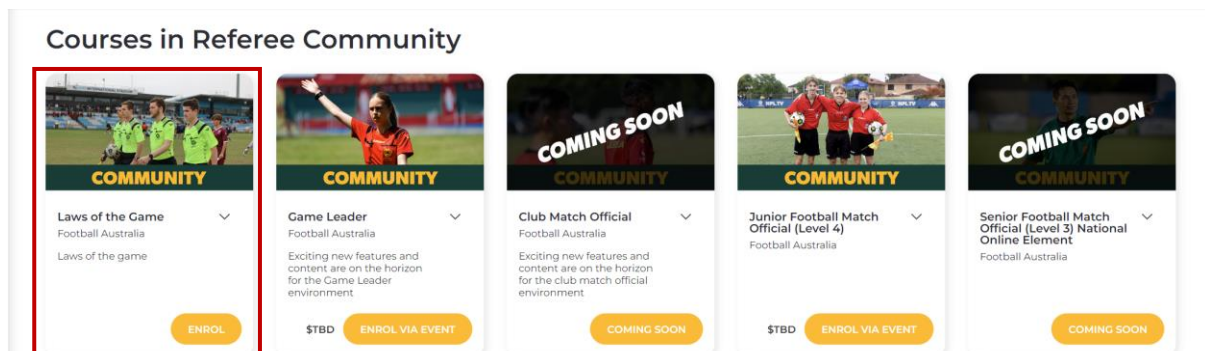 Courses in Referee Community
COMMUNITY
Laws of the Game
Football Australia
Laws of the game
ENROL
COMMUNITY
Game Leader
Football Australia
Exciting new features and
content are on the horizon
for the Game Leader
environment
$TBD
ENROL VIA EVENT
COMING SOON
COMMUNITY
Club Match Official
Football Australia
Exciting new features and
content are on the horizon
for the club match official
environment
COMING SOON
NPL.TV
NPL.TV
COMMUNITY
Junior Football Match
Official (Level 4)
Football Australia
$TBD
ENROL VIA EVENT
COMING SOON
COMMUNITY
Senior Football Match
Official (Level 3) National
Online Element
Football Australia
COMING SOON